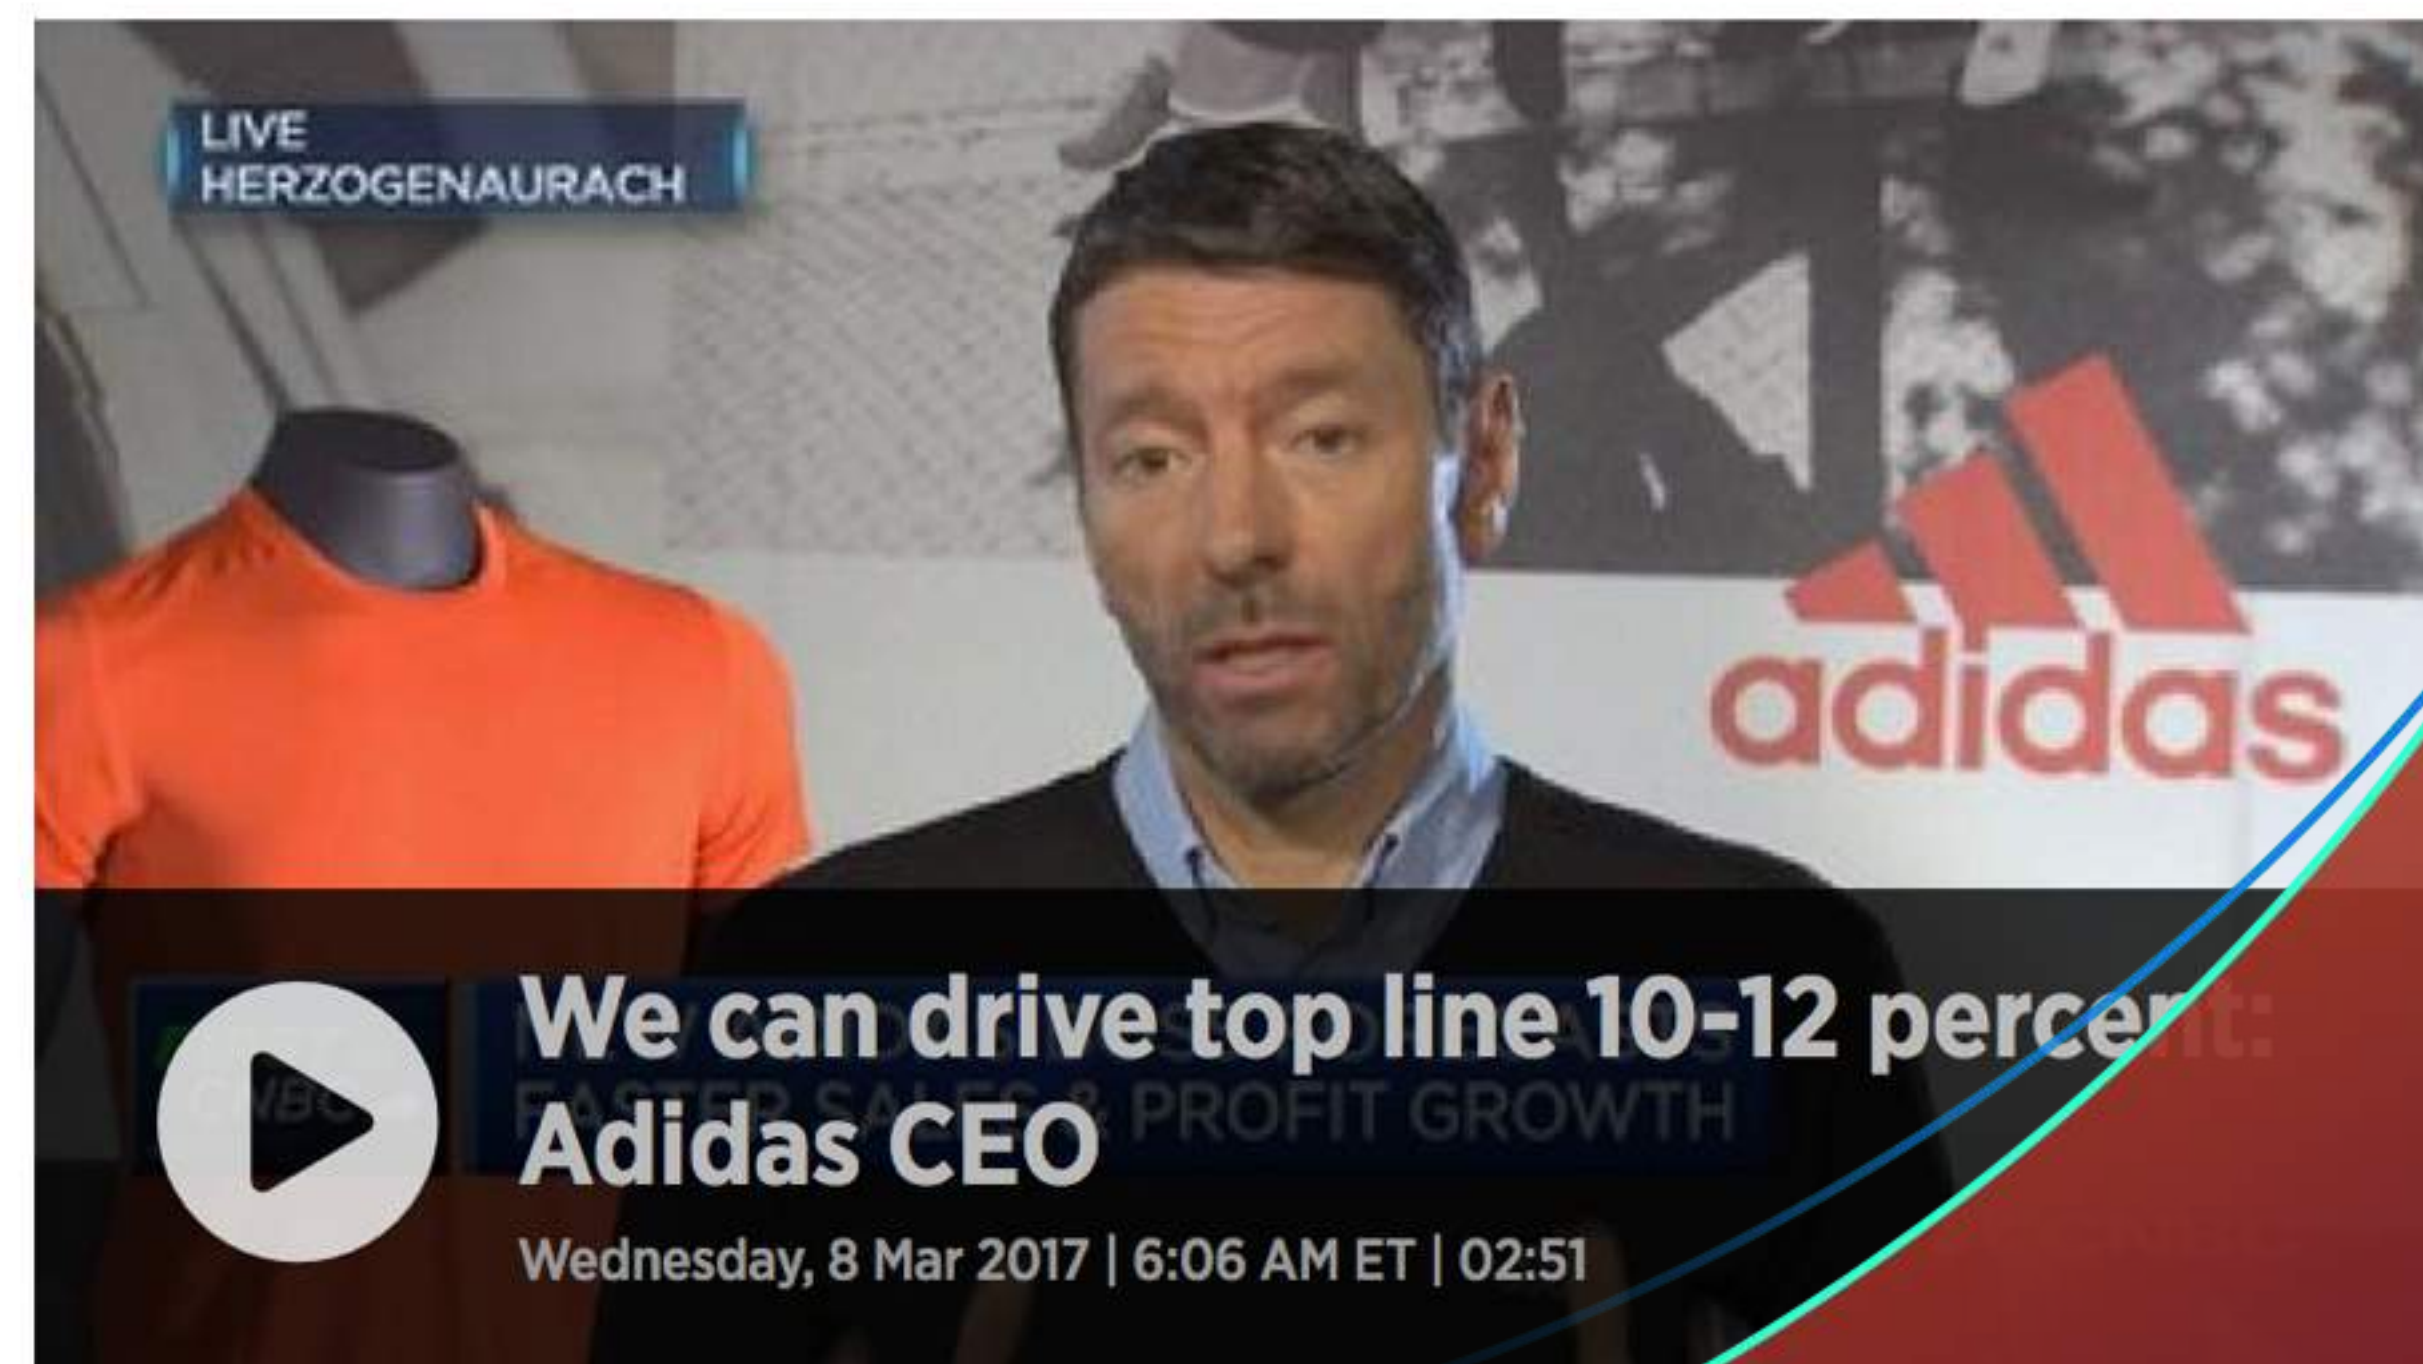 LIVE
HERZOGENAURACH
adidas
We can drive top line 10-12 percent:
Adidas CEO
CNBC
FASTER SALES & PROFIT GROWTH
Wednesday, 8 Mar 2017 | 6:06 AM ET | 02:51